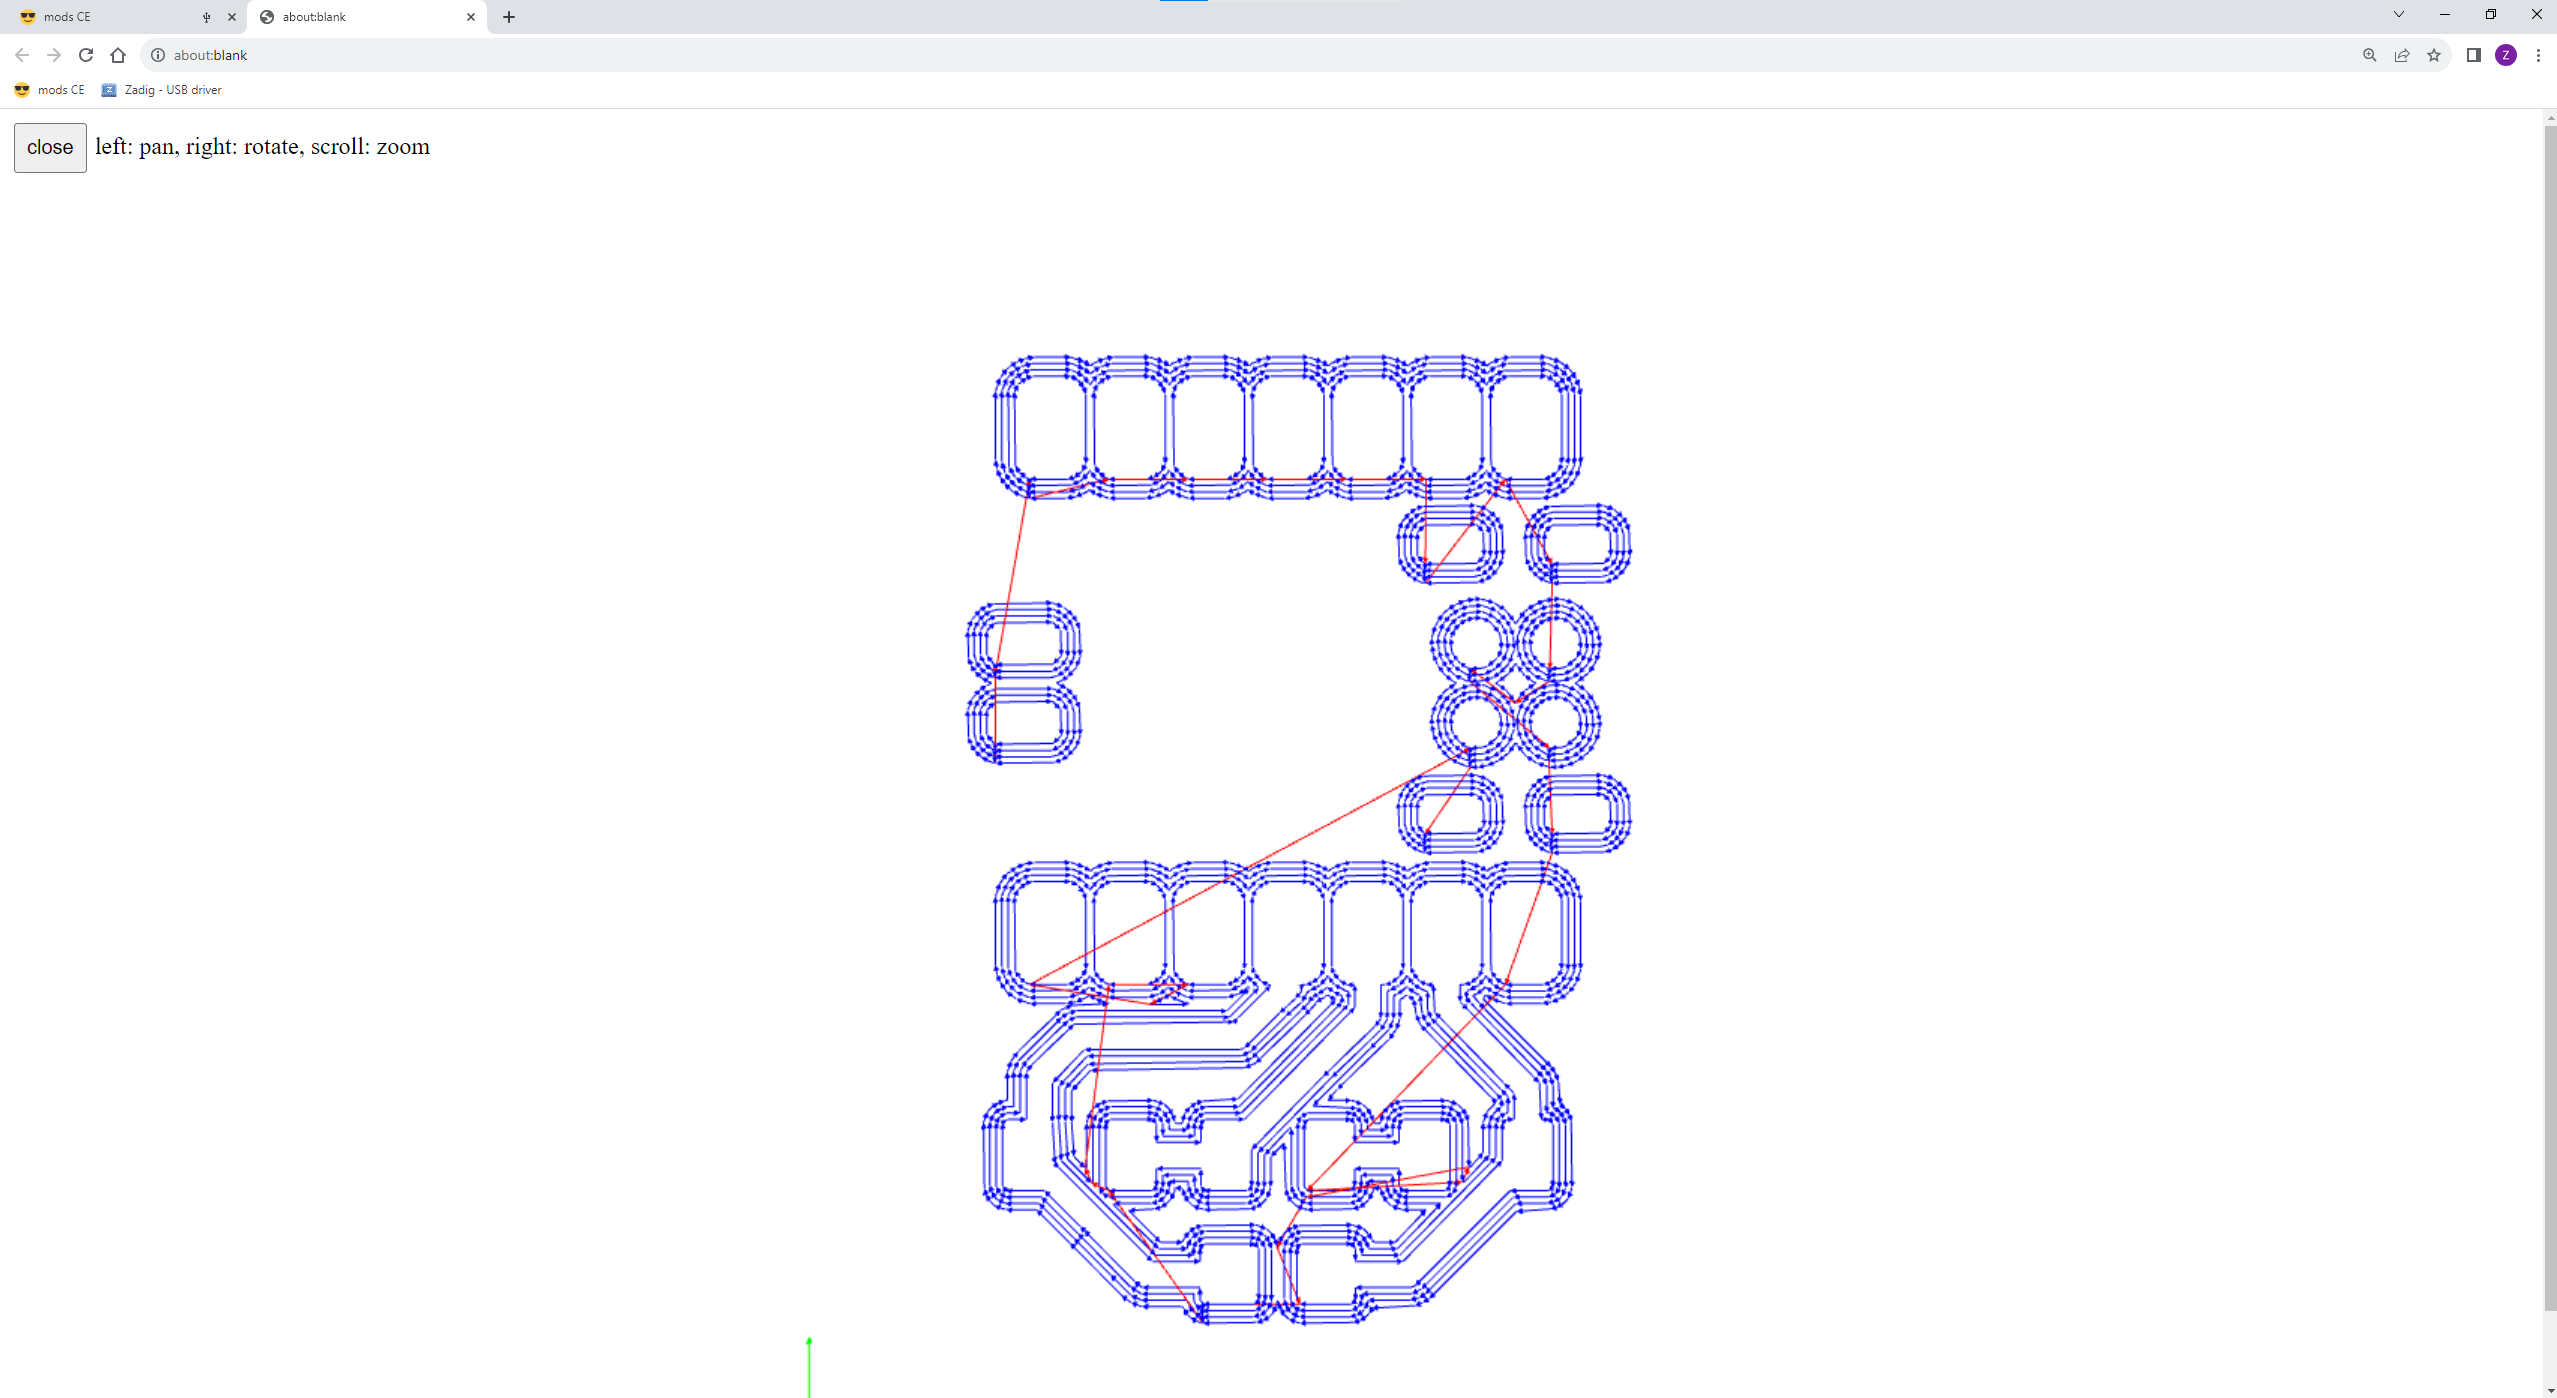 mods CE
about:blank
about:blank
mods CE
Zadig - USB driver
Z
Z
close
left: pan, right: rotate, scroll: zoom